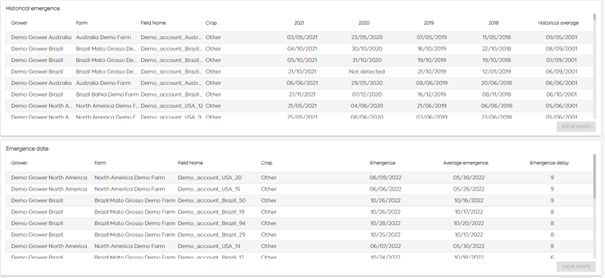 Historical emergence
Grower Farm Field Name Crop 2021 2020 2019 2018 Historical average
Demo Grower Australia Australia Demo Farm Demo_account_Austr... Other 03/05/2021 23/05/2020 07/05/2019 11/05/2018 09/05/2001
Demo Grower Brazil Brazil Mato Grosso De... Demo_account_Brazil... Other 04/10/2021 30/10/2020 16/10/2019 22/10/2018 08/09/2001
Demo Grower Brazil Brazil Mato Grosso De... Demo_account_Brazil... Other 05/10/2021 31/10/2020 19/10/2019 19/10/2018 07/09/2001
Demo Grower Brazil Brazil Mato Grosso De... Demo_account_Brazil... Other 21/10/2021 Not detected 21/10/2019 12/01/2019 06/09/2001
Demo Grower Australia Australia Demo Farm Demo_account_Austr... Other 06/06/2021 29/05/2020 08/06/2019 20/06/2018 06/06/2001
Demo Grower Brazil Brazil Bahia Demo Farm Demo_account_Brazil... Other 27/11/2020 07/12/2020 16/12/2019 08/11/2018 06/10/2001
Demo Grower North A... North America Demo F... Demo_account_USA_12 Other 31/05/2021 04/06/2020 21/06/2019 06/06/2018 05/06/2001
Demo Grower North A... North America Demo F... Demo_account_USA_9 Other 25/05/2021 08/06/2020 03/06/2019 23/06/2018 05/06/2001
VIEW MAPS
Emergence date
Grower Farm Field Name Crop Emergence Average emergence Emergence delay
Demo Grower North America North America Demo Farm Demo_account_USA_20 Other 06/09/2022 05/30/2022 9
Demo Grower North America North America Demo Farm Demo_account_USA_15 Other 06/06/2022 05/28/2022 9
Demo Grower Brazil Brazil Mato Grosso Demo Farm Demo_account_Brazil_50 Other 10/26/2022 10/16/2022 9
Demo Grower Brazil Brazil Mato Grosso Demo Farm Demo_account_Brazil_19 Other 10/26/2022 10/17/2022 8
Demo Grower Brazil Brazil Mato Grosso Demo Farm Demo_account_Brazil_94 Other 10/28/2022 10/20/2022 8
Demo Grower Brazil Brazil Mato Grosso Demo Farm Demo_account_Brazil_29 Other 10/25/2022 10/17/2022 8
Demo Grower North America North America Demo Farm Demo_account_USA_14 Other 06/07/2022 05/30/2022 8
Demo Grower Brazil Brazil Mato Grosso Demo Farm Demo_account_Brazil_17 Other 10/24/2022 10/18/2022 6
VIEW MAPS